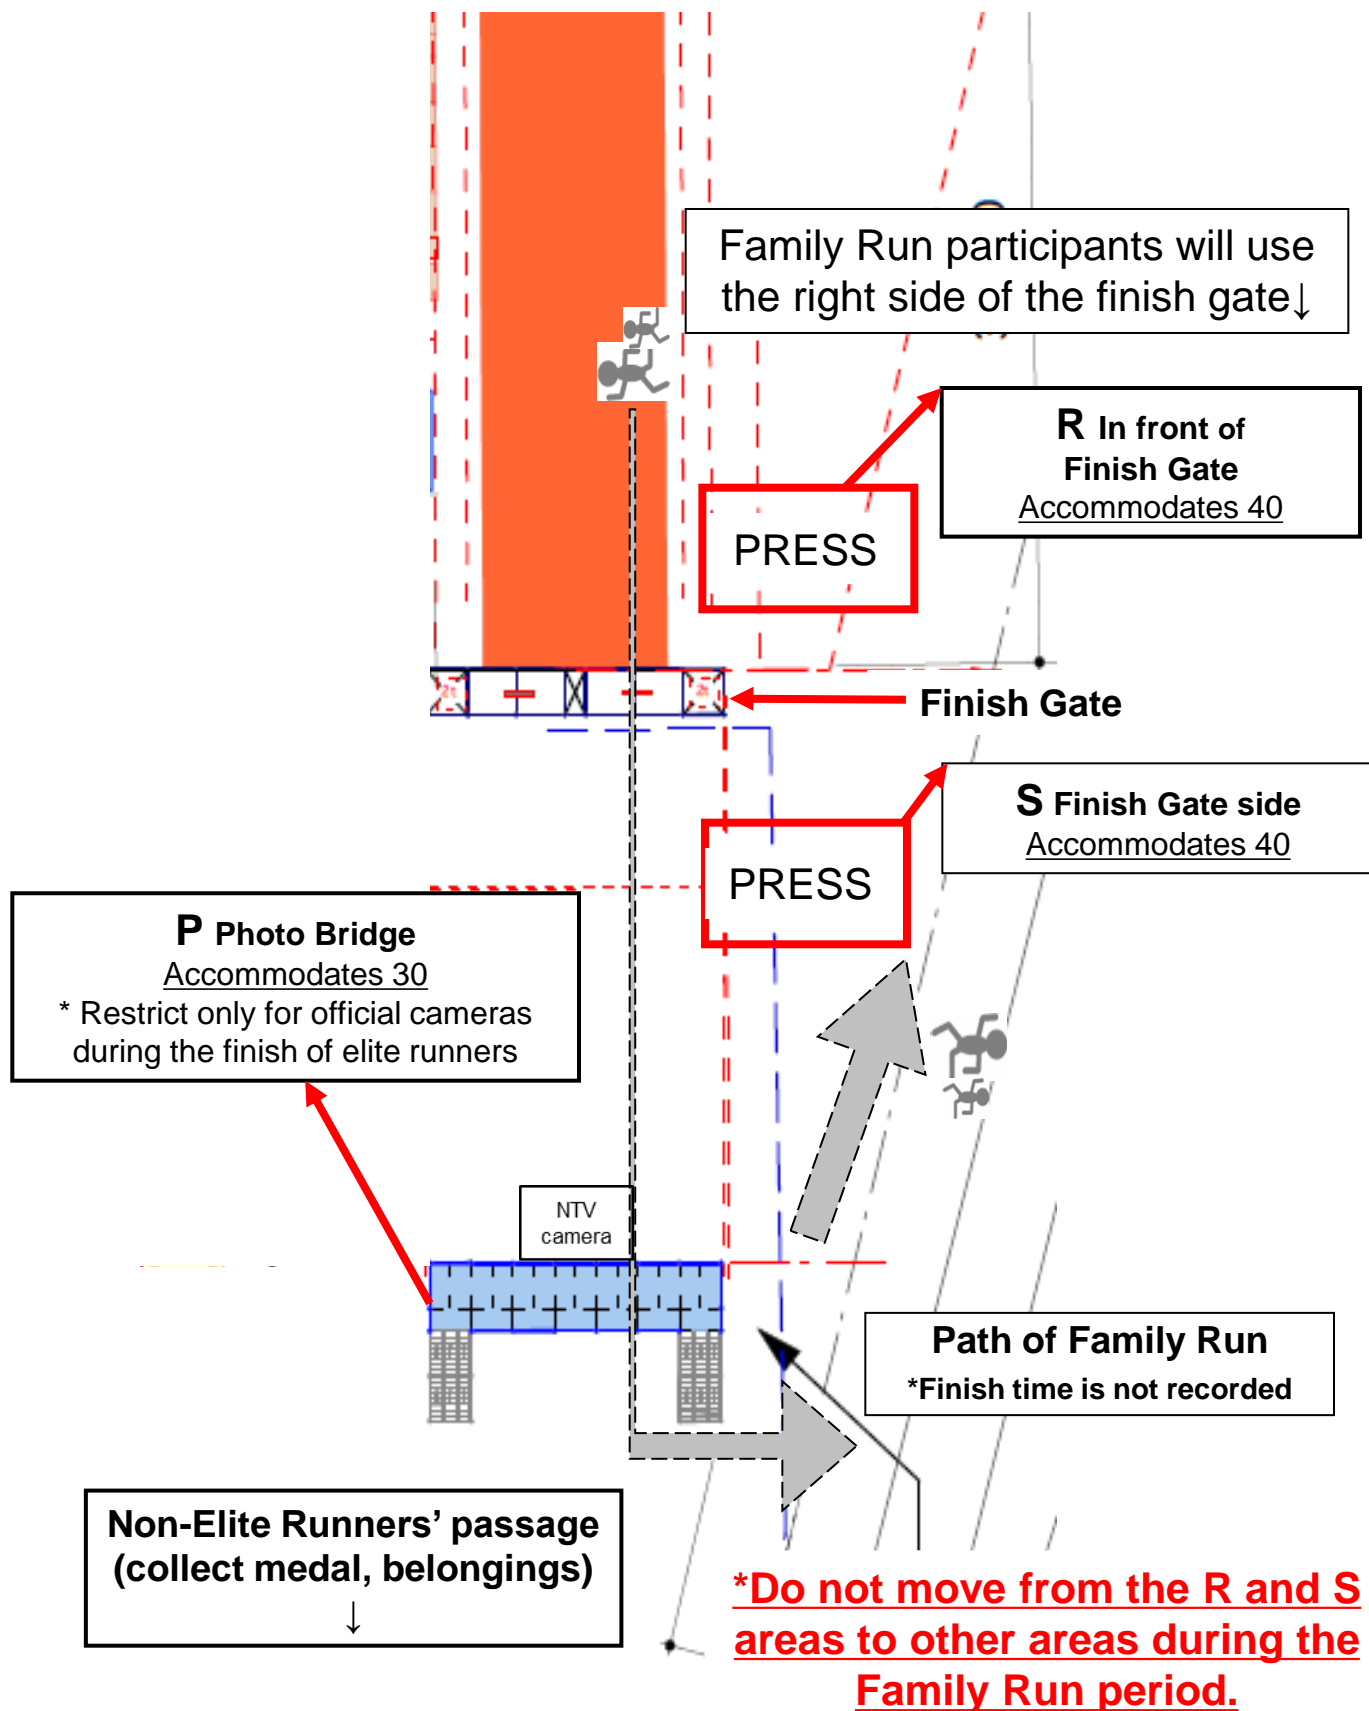 Family Run participants will use
the right side of the finish gate↓
R In front of
Finish Gate
Accommodates 40
PRESS
2t
2t
Finish Gate
S Finish Gate side
Accommodates 40
PRESS
P Photo Bridge
Accommodates 30
* Restrict only for official cameras
during the finish of elite runners
NTV
camera
Path of Family Run
*Finish time is not recorded
Non-Elite Runners’ passage
(collect medal, belongings)
↓
*Do not move from the R and S
areas to other areas during the
Family Run period.